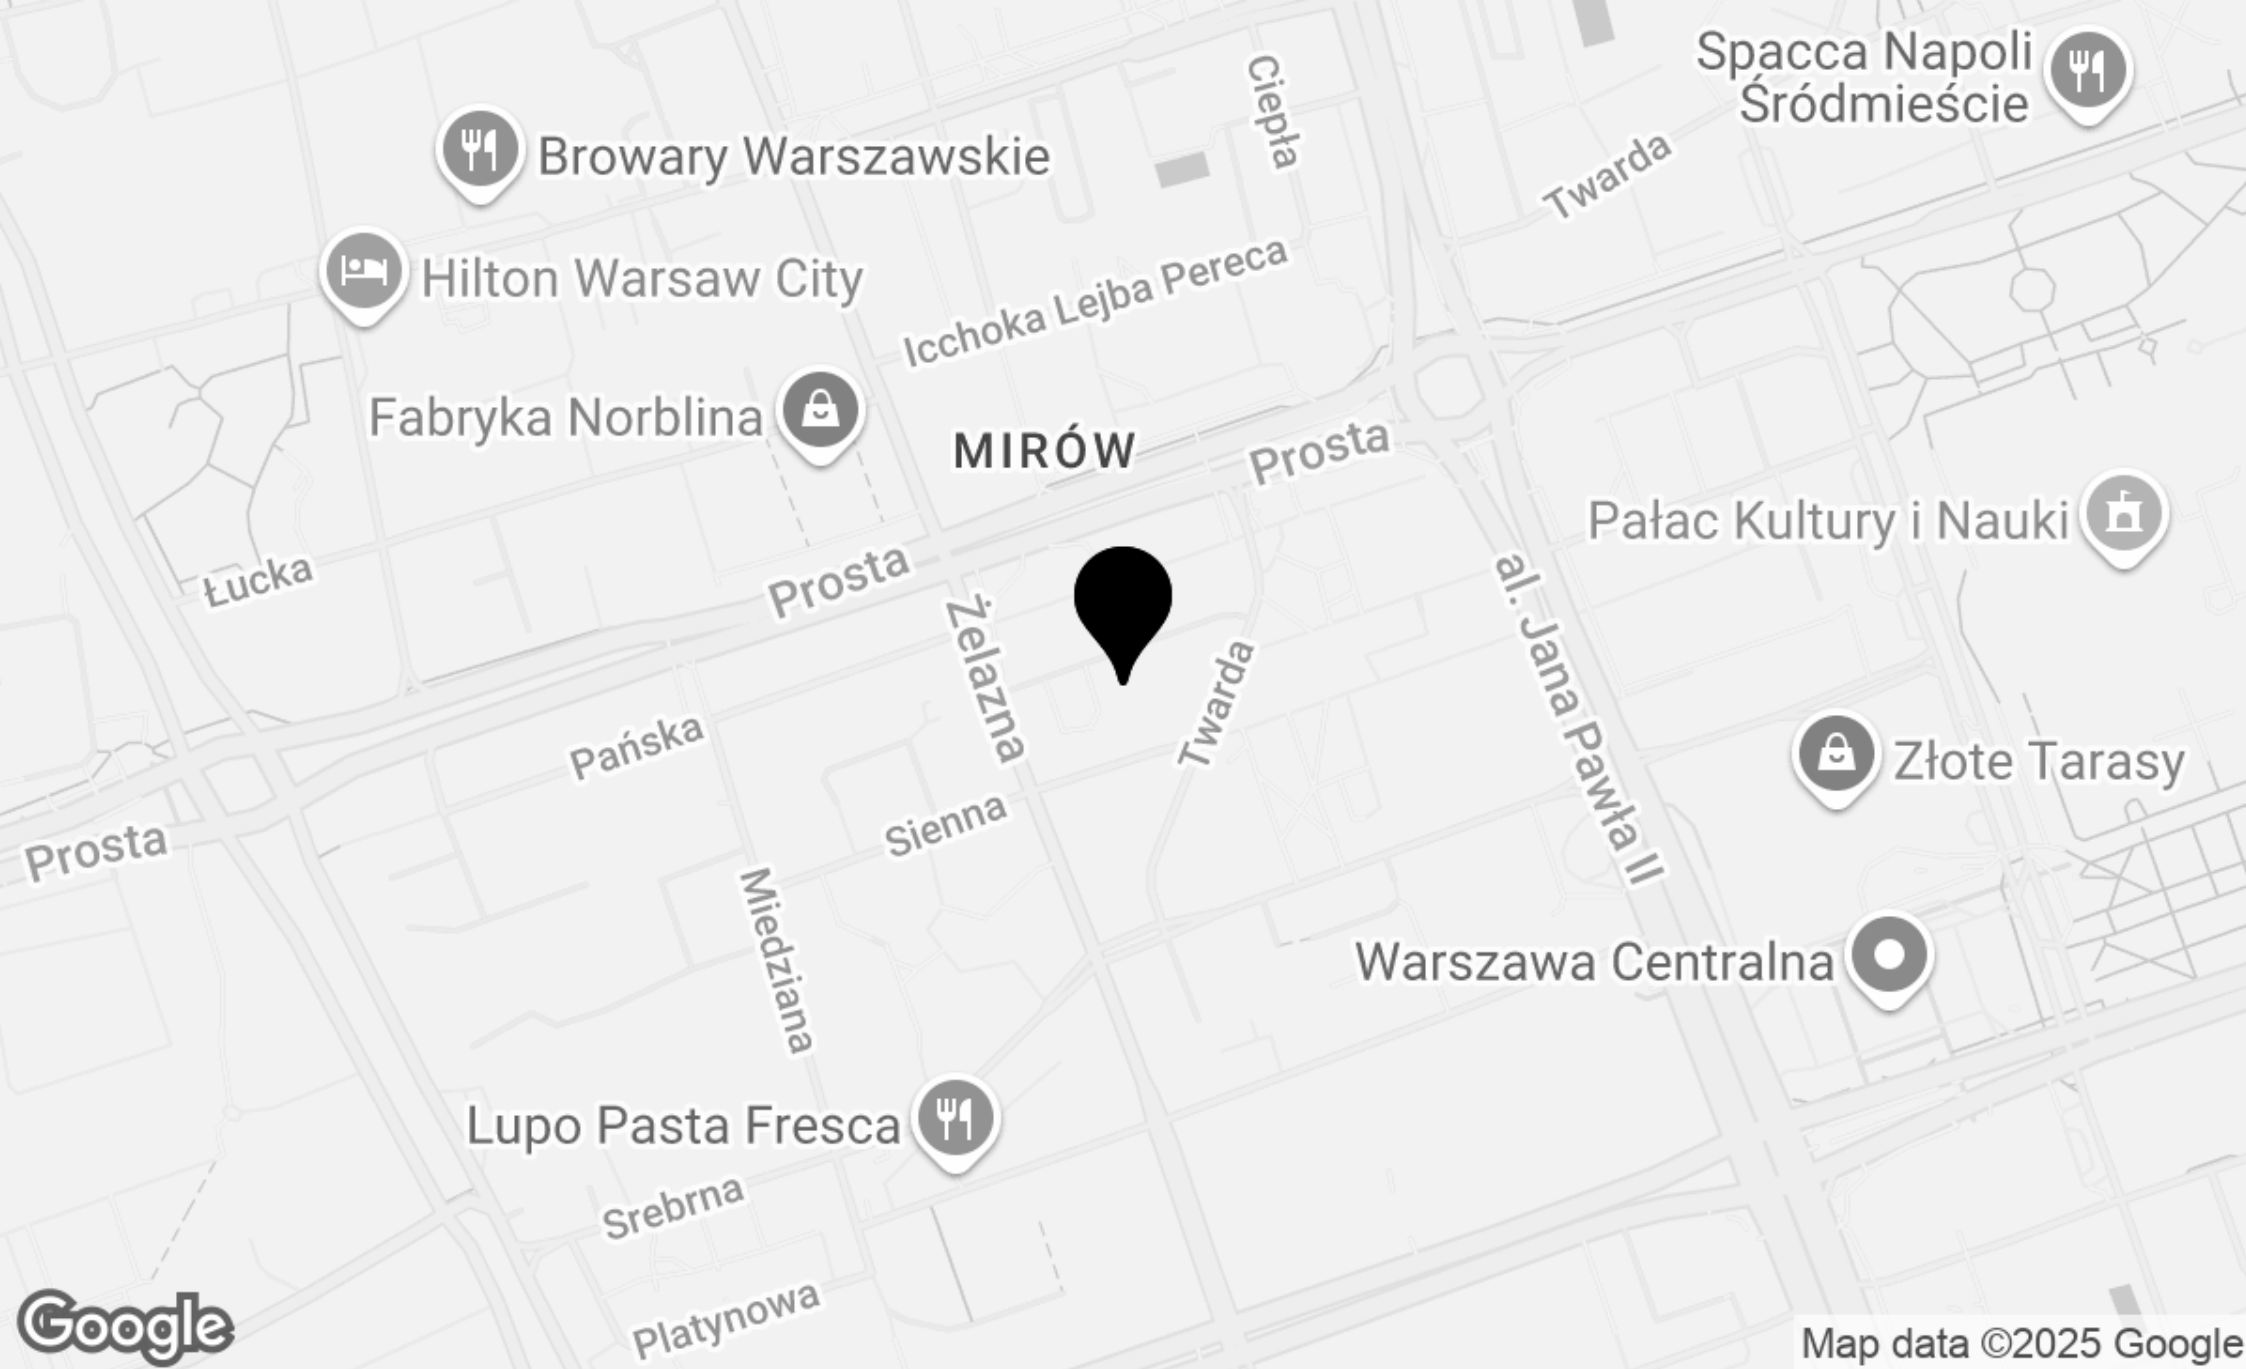 Spacca Napoli
Śródmieście
Ciepła
Browary Warszawskie
Twarda
Hilton Warsaw City
Icchoka Lejba Pereca
Fabryka Norblina
MIRÓW
Prosta
Pałac Kultury i Nauki
Łucka
Prosta
al. Jana Pawła II
Żelazna
Twarda
Pańska
Złote Tarasy
Sienna
Prosta
Miedziana
Warszawa Centralna
Lupo Pasta Fresca
Srebrna
Platynowa
Google
Map data ©2025 Google